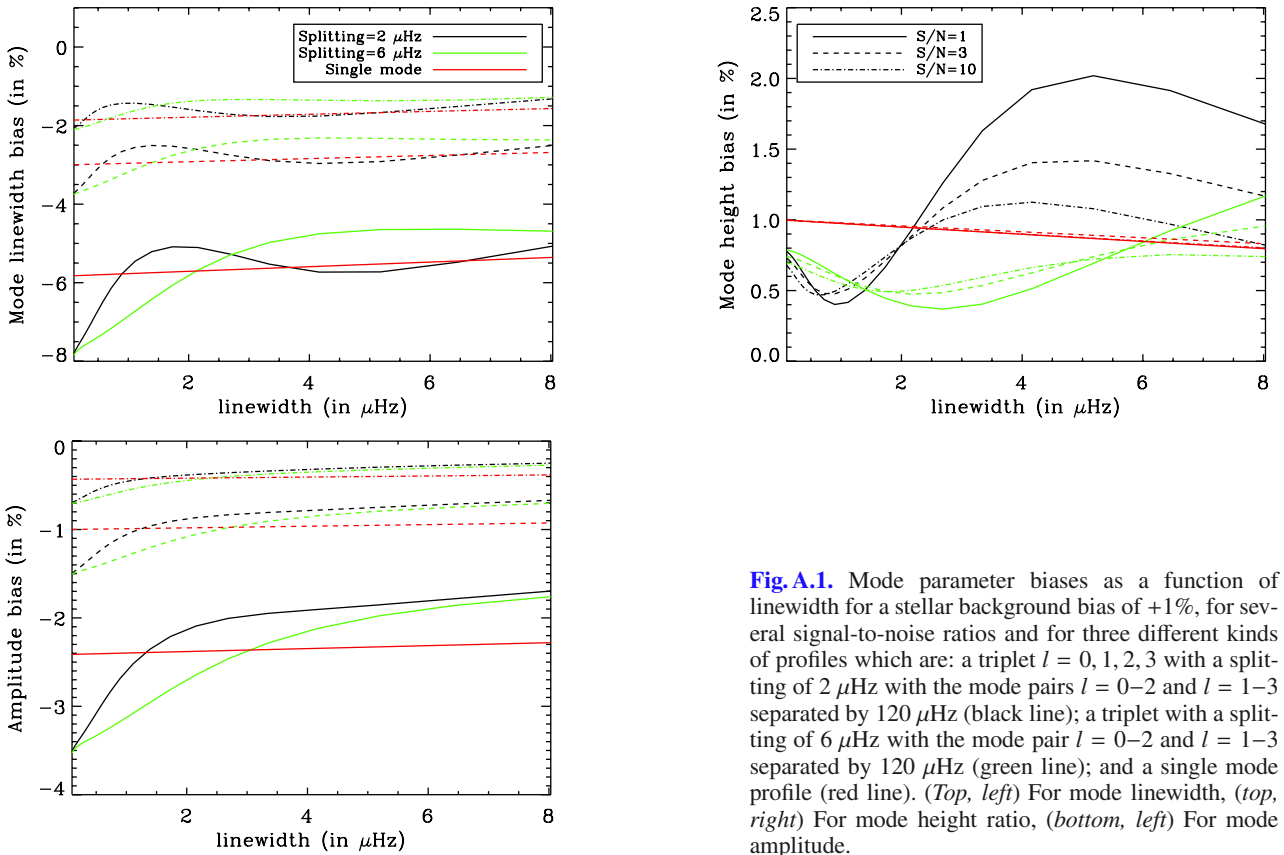 Mode linewidth bias (in %)
0
−2
−4
−6
−8
Splitting=2 μHz
Splitting=6 μHz
Single mode
2
4
6
8
linewidth (in μHz)
Mode height bias (in %)
2.5
2.0
1.5
1.0
0.5
0.0
S/N=1
S/N=3
S/N=10
2
4
6
8
linewidth (in μHz)
Amplitude bias (in %)
0
−1
−2
−3
−4
2
4
6
8
linewidth (in μHz)
Fig. A.1. Mode parameter biases as a function of
linewidth for a stellar background bias of +1%, for sev-
eral signal-to-noise ratios and for three different kinds
of profiles which are: a triplet l = 0, 1, 2, 3 with a split-
ting of 2 μHz with the mode pairs l = 0−2 and l = 1−3
separated by 120 μHz (black line); a triplet with a split-
ting of 6 μHz with the mode pair l = 0−2 and l = 1−3
separated by 120 μHz (green line); and a single mode
profile (red line). (Top, left) For mode linewidth, (top,
right) For mode height ratio, (bottom, left) For mode
amplitude.